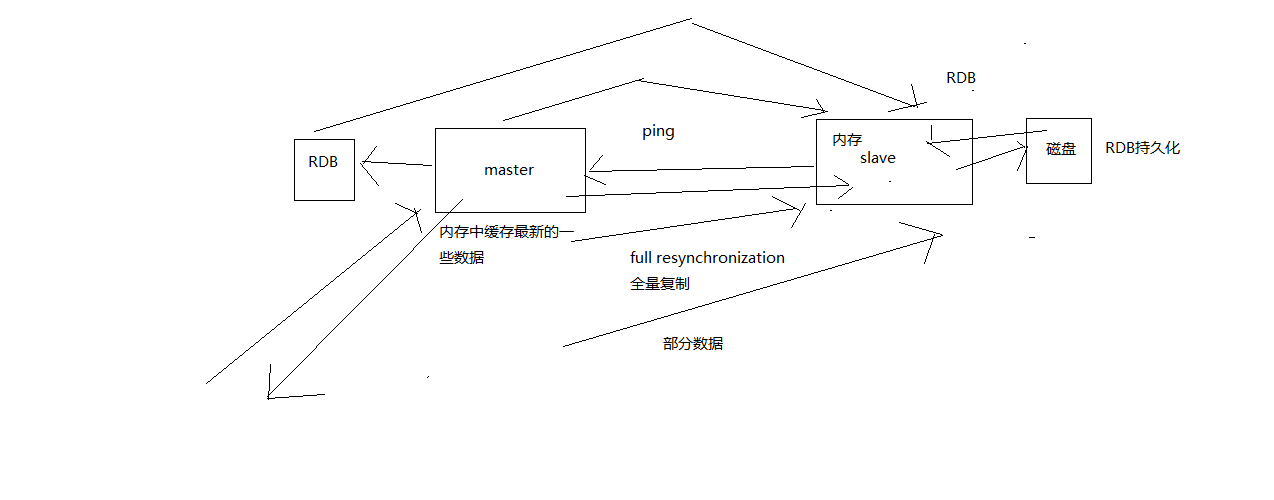 RDB
ping
内存
slave
磁盘
RDB持久化
RDB
master
内存中缓存最新的一
些数据
full resynchronization
全量复制
部分数据